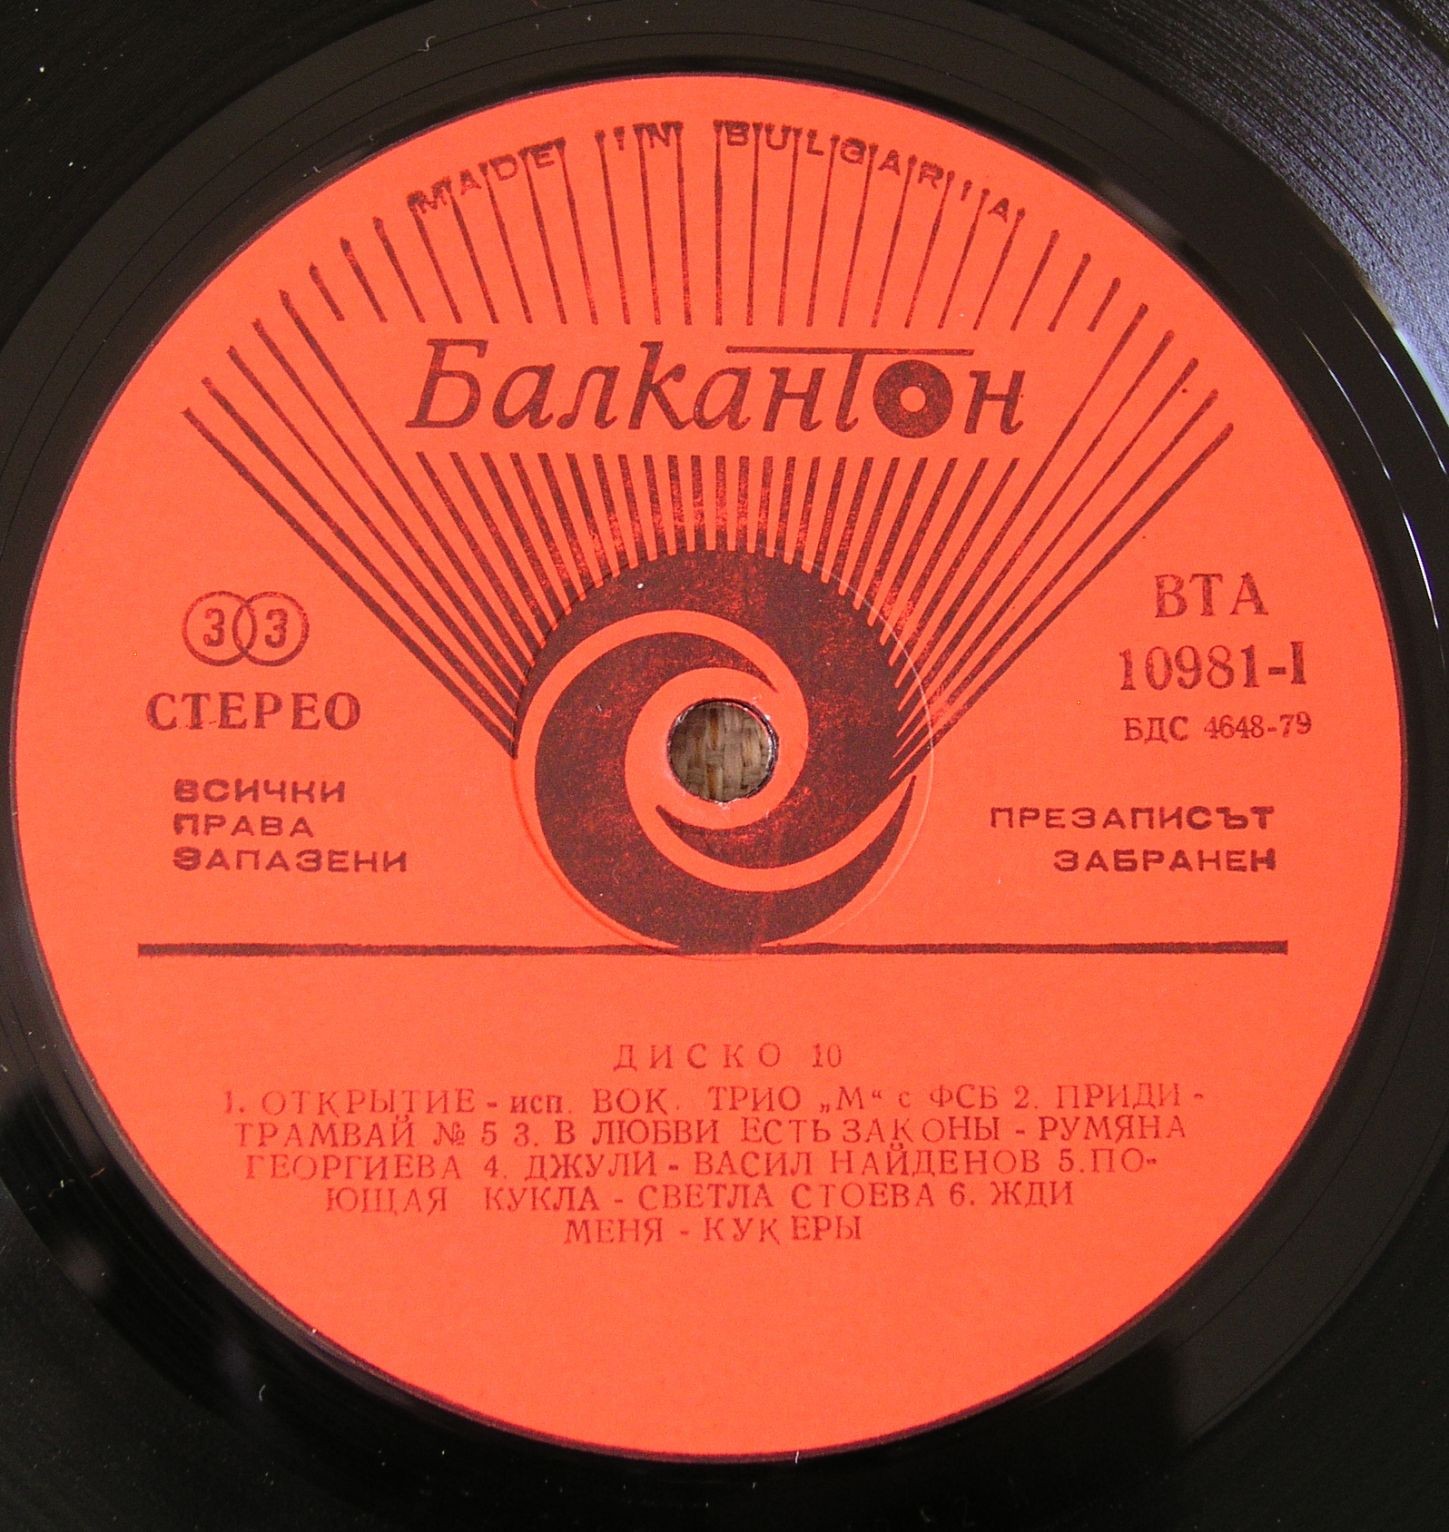 MADE IN BULGARIA
Балкантон
33
СТЕРЕО
ВСИЧКИ
ПРАВА
ЗАПАЗЕНИ
ВТА
10981-I
БДС 4648-79
ПРЕЗАПИСЪТ
ЗАБРАНЕН
ДИСКО 10
1. ОТКРЫТИЕ - исп. ВОК. ТРИО „М“ с ФСБ 2. ПРИДИ -
ТРАМВАЙ № 5 3. В ЛЮБВИ ЕСТЬ ЗАКОНЫ - РУМЯНА
ГЕОРГИЕВА 4. ДЖУЛИ - ВАСИЛ НАЙДЕНОВ 5. ПО-
ЮЩАЯ КУКЛА - СВЕТЛА СТОЕВА 6. ЖДИ
МЕНЯ - КУКЕРЫ